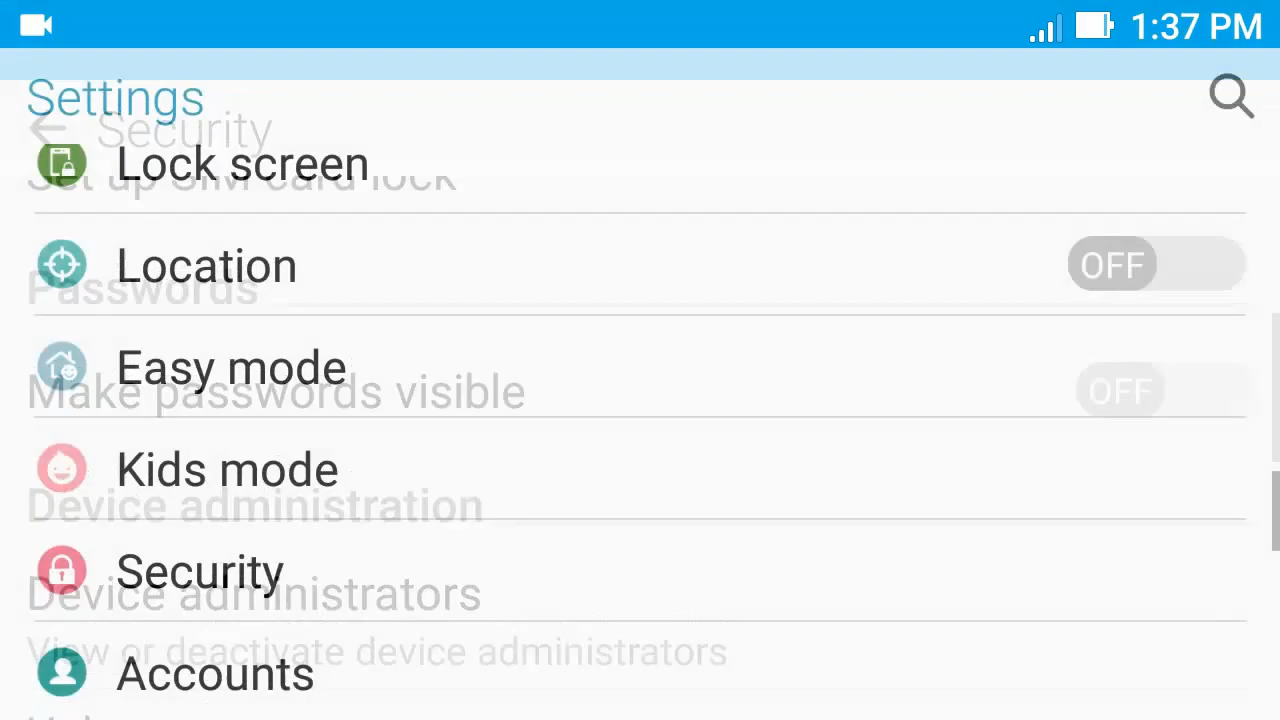 1:37 PM
Settings
Security
Lock screen
Set up SIM card lock
Location
OFF
Passwords
Easy mode
Make passwords visible
OFF
Kids mode
Device administration
Security
Device administrators
View or deactivate device administrators
Accounts